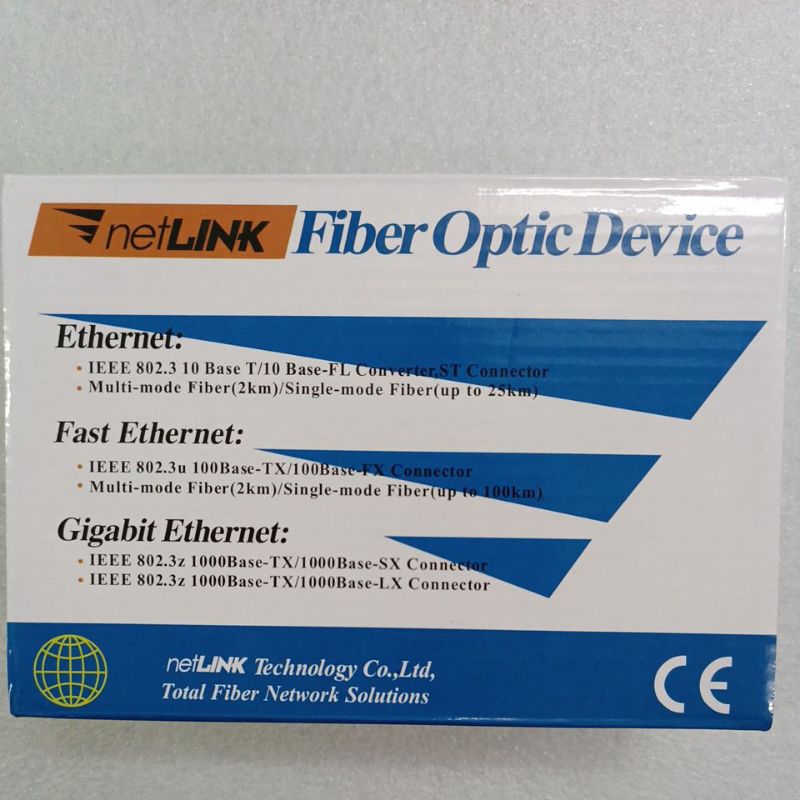 netLINK Fiber Optic Device
Ethernet:
• IEEE 802.3 10 Base T/10 Base-FL Converter,ST Connector
• Multi-mode Fiber(2km)/Single-mode Fiber(up to 25km)
Fast Ethernet:
• IEEE 802.3u 100Base-TX/100Base-FX Connector
• Multi-mode Fiber(2km)/Single-mode Fiber(up to 100km)
Gigabit Ethernet:
• IEEE 802.3z 1000Base-TX/1000Base-SX Connector
• IEEE 802.3z 1000Base-TX/1000Base-LX Connector
netLINK Technology Co.,Ltd,
Total Fiber Network Solutions
CE